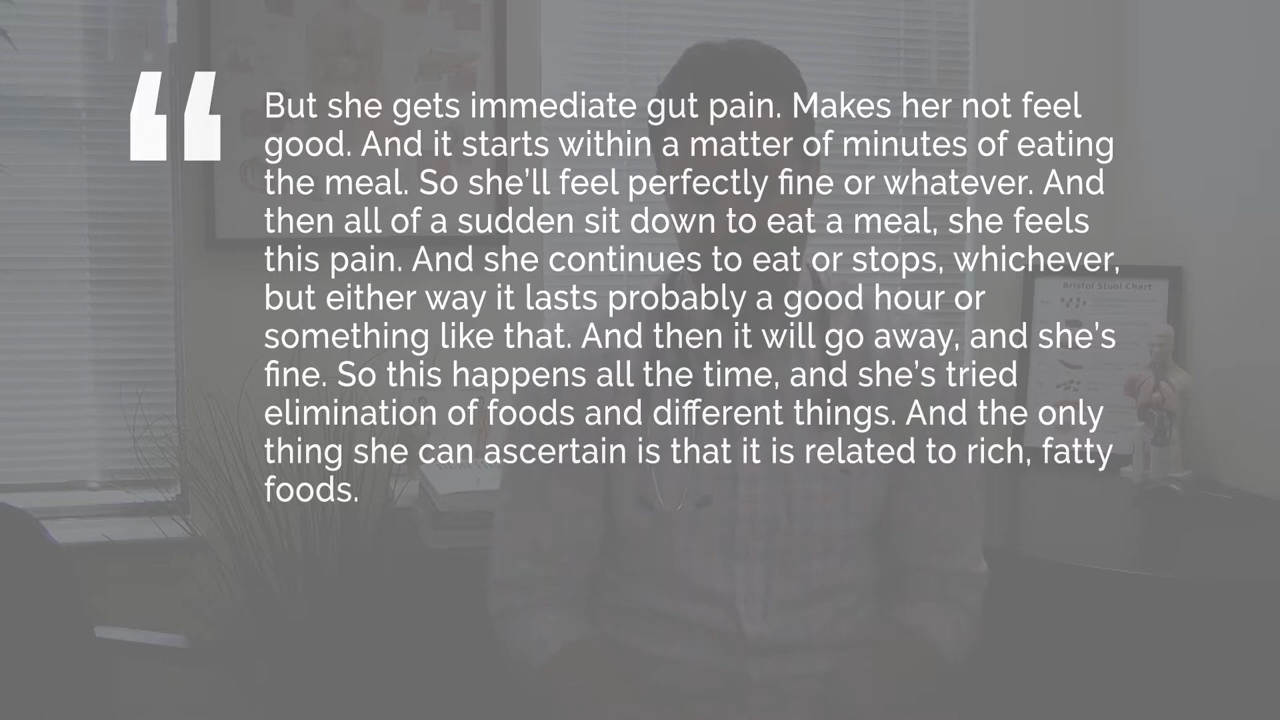 “
But she gets immediate gut pain. Makes her not feel
good. And it starts within a matter of minutes of eating
the meal. So she’ll feel perfectly fine or whatever. And
then all of a sudden sit down to eat a meal, she feels
this pain. And she continues to eat or stops, whichever,
but either way it lasts probably a good hour or
something like that. And then it will go away, and she’s
fine. So this happens all the time, and she’s tried
elimination of foods and different things. And the only
thing she can ascertain is that it is related to rich, fatty
foods.
Bristol Stool Chart